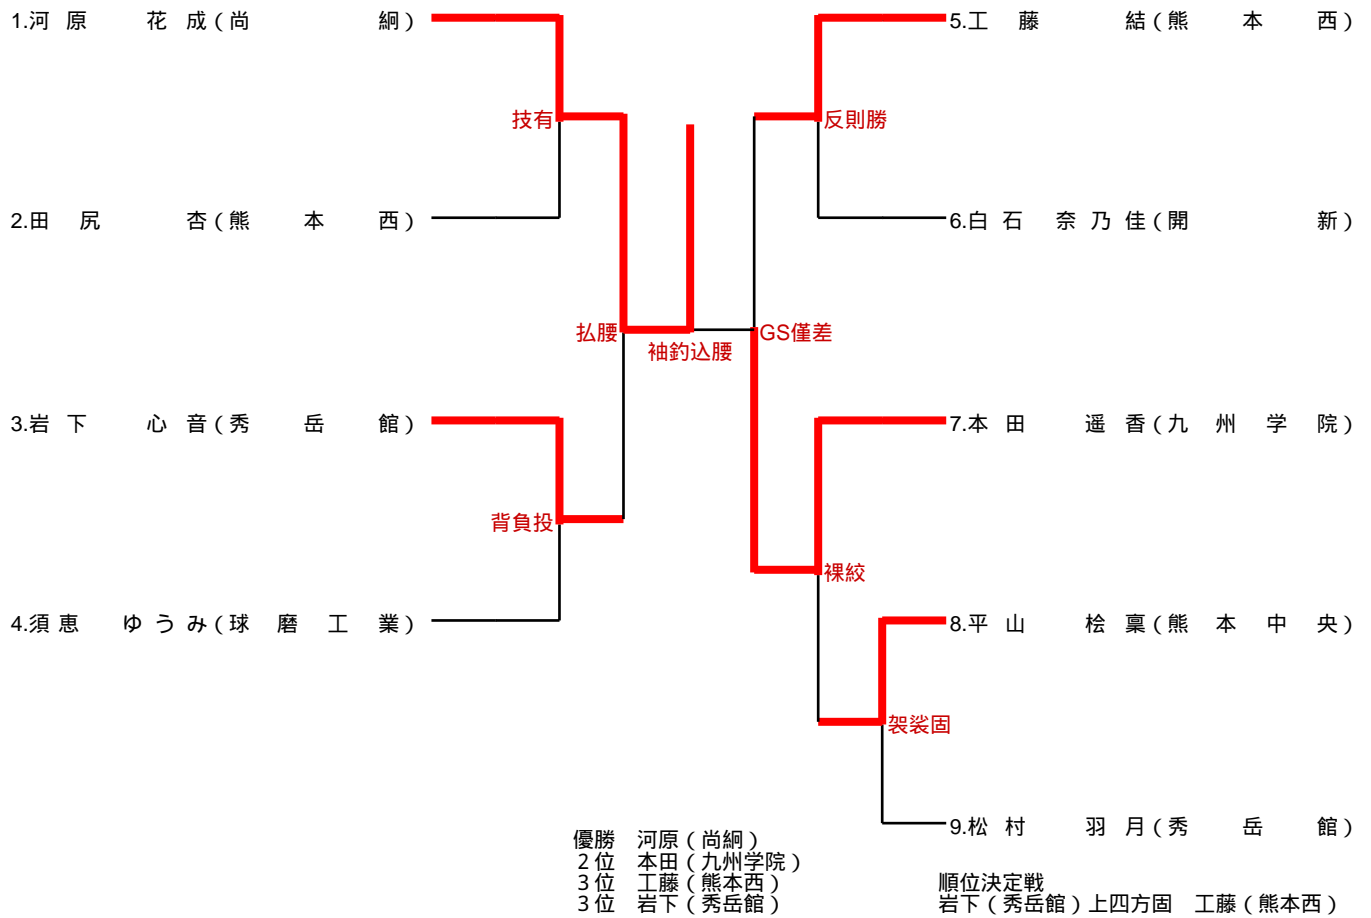 1.河原 花成(尚 絅)
5.工藤 結(熊本西)
技有
反則勝
2.田尻 杏(熊本西)
6.白石 奈乃佳(開 新)
払腰
袖釣込腰
GS僅差
3.岩下 心音(秀岳館)
7.本田 遥香(九州学院)
背負投
裸絞
4.須恵 ゆうみ(球磨工業)
8.平山 桧稟(熊本中央)
袈裟固
9.松村 羽月(秀岳館)
優勝 河原(尚絅)
2位 本田(九州学院)
3位 工藤(熊本西)
3位 岩下(秀岳館)
順位決定戦
岩下(秀岳館)上四方固 工藤(熊本西)